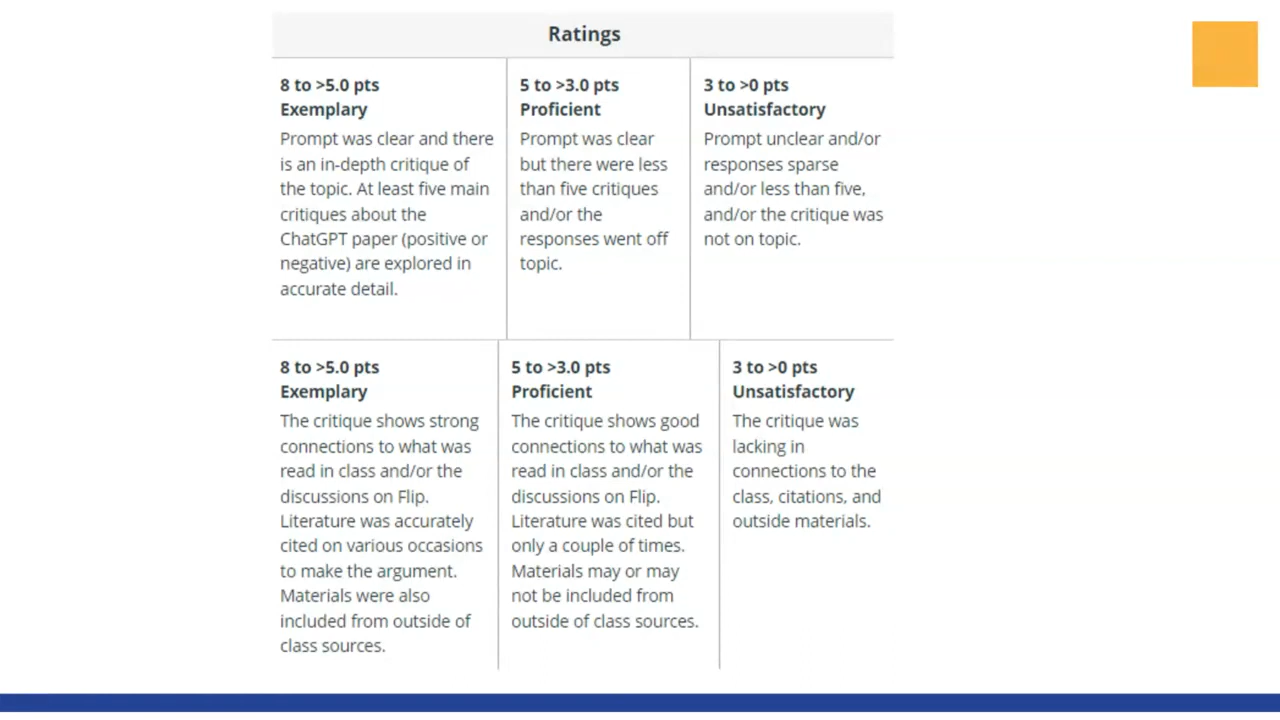 Ratings
8 to >5.0 pts
Exemplary
Prompt was clear and there
is an in-depth critique of
the topic. At least five main
critiques about the
ChatGPT paper (positive or
negative) are explored in
accurate detail.
5 to >3.0 pts
Proficient
Prompt was clear
but there were less
than five critiques
and/or the
responses went off
topic.
3 to >0 pts
Unsatisfactory
Prompt unclear and/or
responses sparse
and/or less than five,
and/or the critique was
not on topic.
8 to >5.0 pts
Exemplary
The critique shows strong
connections to what was
read in class and/or the
discussions on Flip.
Literature was accurately
cited on various occasions
to make the argument.
Materials were also
included from outside of
class sources.
5 to >3.0 pts
Proficient
The critique shows good
connections to what was
read in class and/or the
discussions on Flip.
Literature was cited but
only a couple of times.
Materials may or may
not be included from
outside of class sources.
3 to >0 pts
Unsatisfactory
The critique was
lacking in
connections to the
class, citations, and
outside materials.